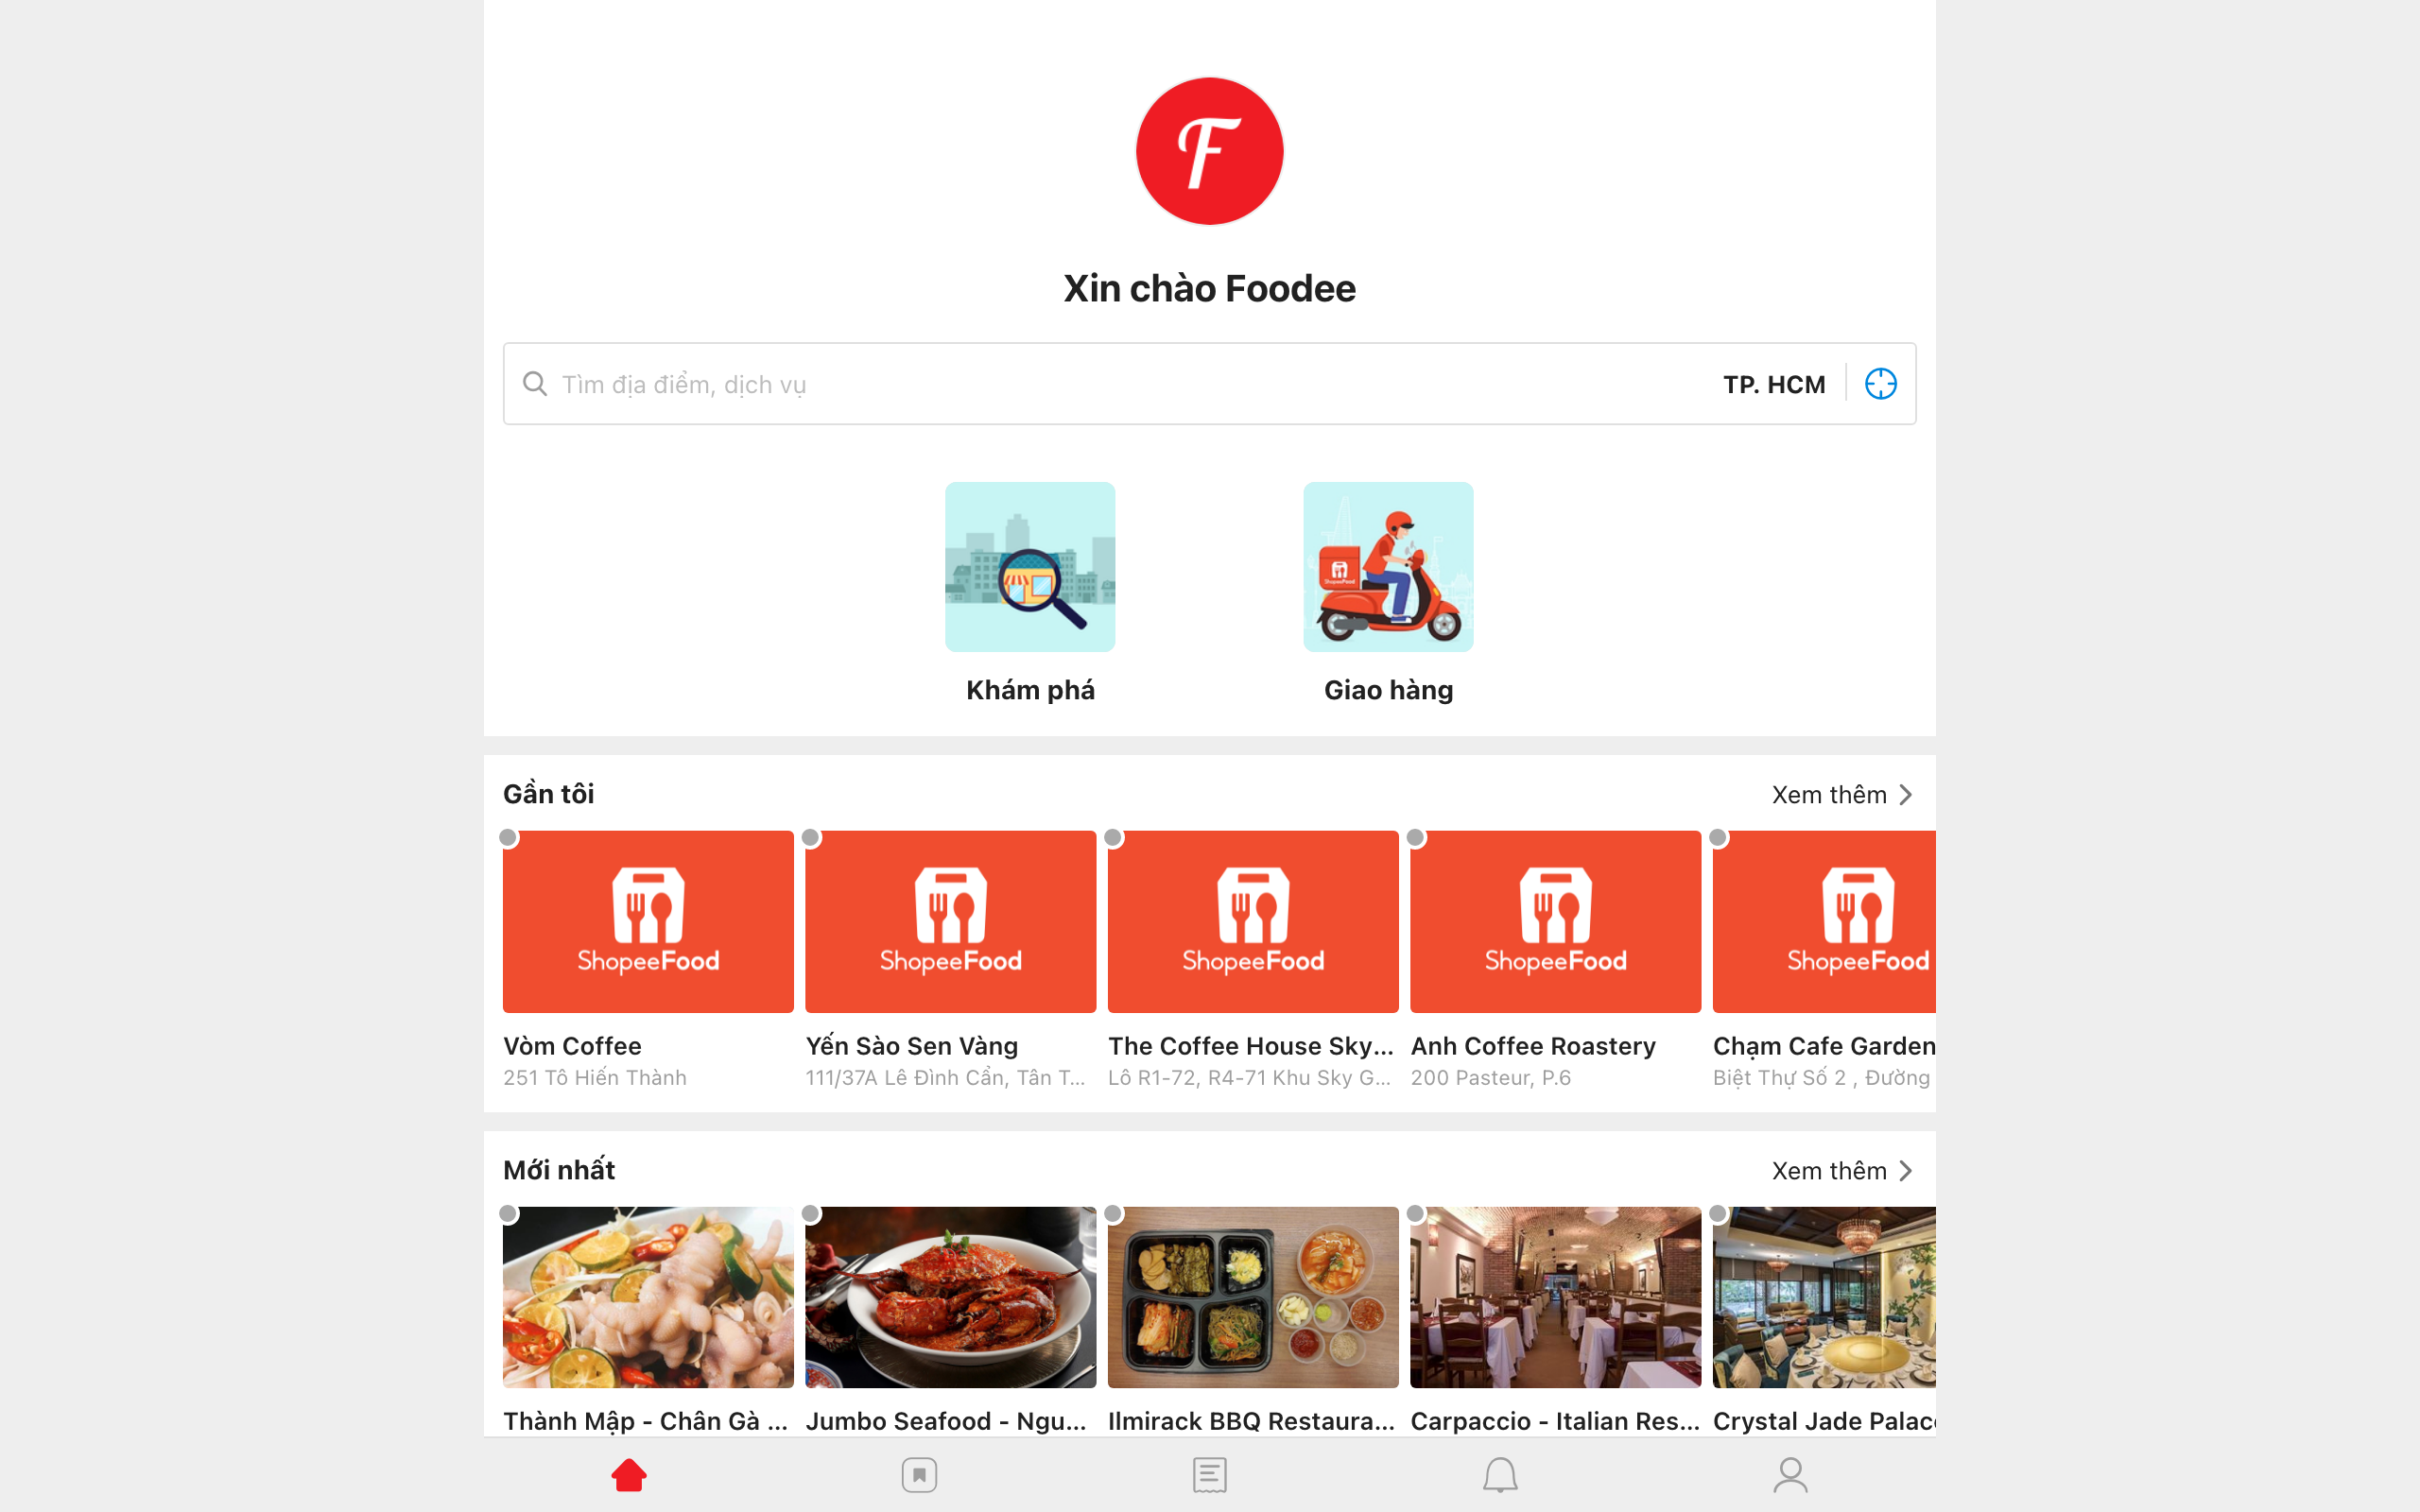 F
Xin chào Foodee
Tìm địa điểm, dịch vụ
TP. HCM
ShopeeFood
Khám phá
Giao hàng
Gần tôi
Xem thêm
ShopeeFood
ShopeeFood
ShopeeFood
ShopeeFood
ShopeeFood
Vòm Coffee
251 Tô Hiến Thành
Yến Sào Sen Vàng
111/37A Lê Đình Cẩn, Tân T...
The Coffee House Sky...
Lô R1-72, R4-71 Khu Sky G...
Anh Coffee Roastery
200 Pasteur, P.6
Chạm Cafe Garden
Biệt Thự Số 2 , Đường
Mới nhất
Xem thêm
Thành Mập - Chân Gà ...
Jumbo Seafood - Ngu...
Ilmirack BBQ Restaura...
Carpaccio - Italian Res...
Crystal Jade Palac